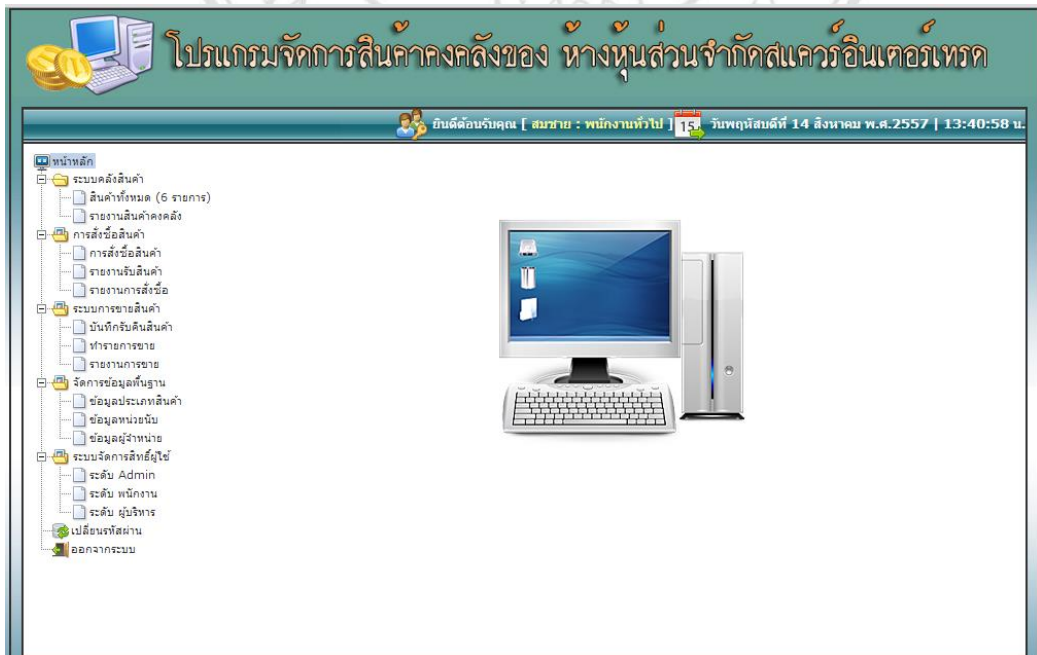 โปรแกรมจัดการสินค้าคงคลังของ ห้างหุ้นส่วนจำกัดสแควร์อินเตอร์เทรด
ยินดีต้อนรับคุณ [ สมชาย : พนักงานทั่วไป ] 15 วันพฤหัสบดีที่ 14 สิงหาคม พ.ศ.2557 | 13:40:58 น.
หน้าหลัก
ระบบคลังสินค้า
สินค้าทั้งหมด (6 รายการ)
รายงานสินค้าคงคลัง
การสั่งซื้อสินค้า
การสั่งซื้อสินค้า
รายงานรับสินค้า
รายงานการสั่งซื้อ
ระบบการขายสินค้า
บันทึกรับคืนสินค้า
ทำรายการขาย
รายงานการขาย
จัดการข้อมูลพื้นฐาน
ข้อมูลประเภทสินค้า
ข้อมูลหน่วยนับ
ข้อมูลผู้จำหน่าย
ระบบจัดการสิทธิ์ผู้ใช้
ระดับ Admin
ระดับ พนักงาน
ระดับ ผู้บริหาร
เปลี่ยนรหัสผ่าน
ออกจากระบบ